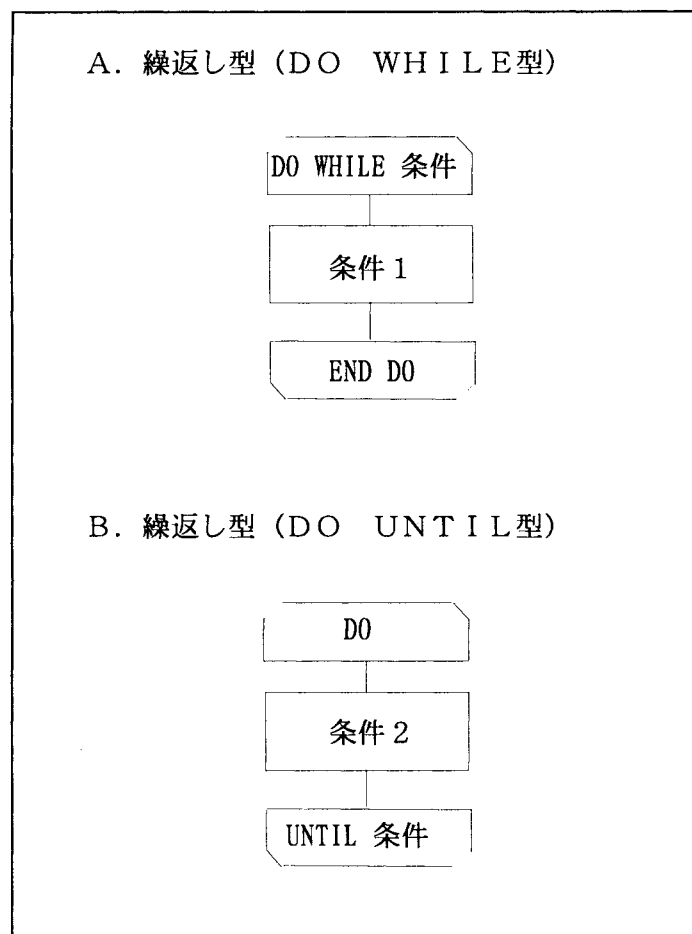 A．繰返し型（DO　WHILE型）
DO WHILE 条件
条件１
END DO
B．繰返し型（DO　UNTIL型）
DO
条件２
UNTIL 条件